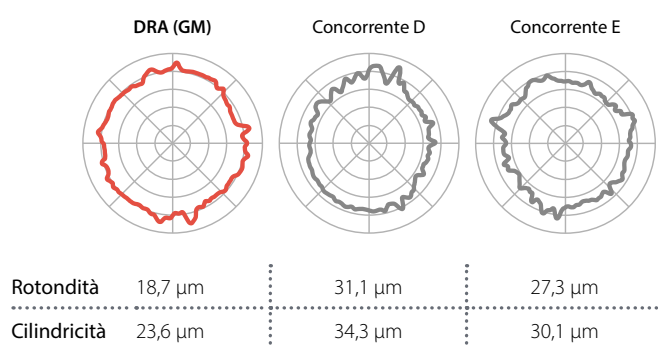 DRA (GM) Concorrente D Concorrente E
Rotondità 18,7 µm 31,1 µm 27,3 µm
Cilindricità 23,6 µm 34,3 µm 30,1 µm